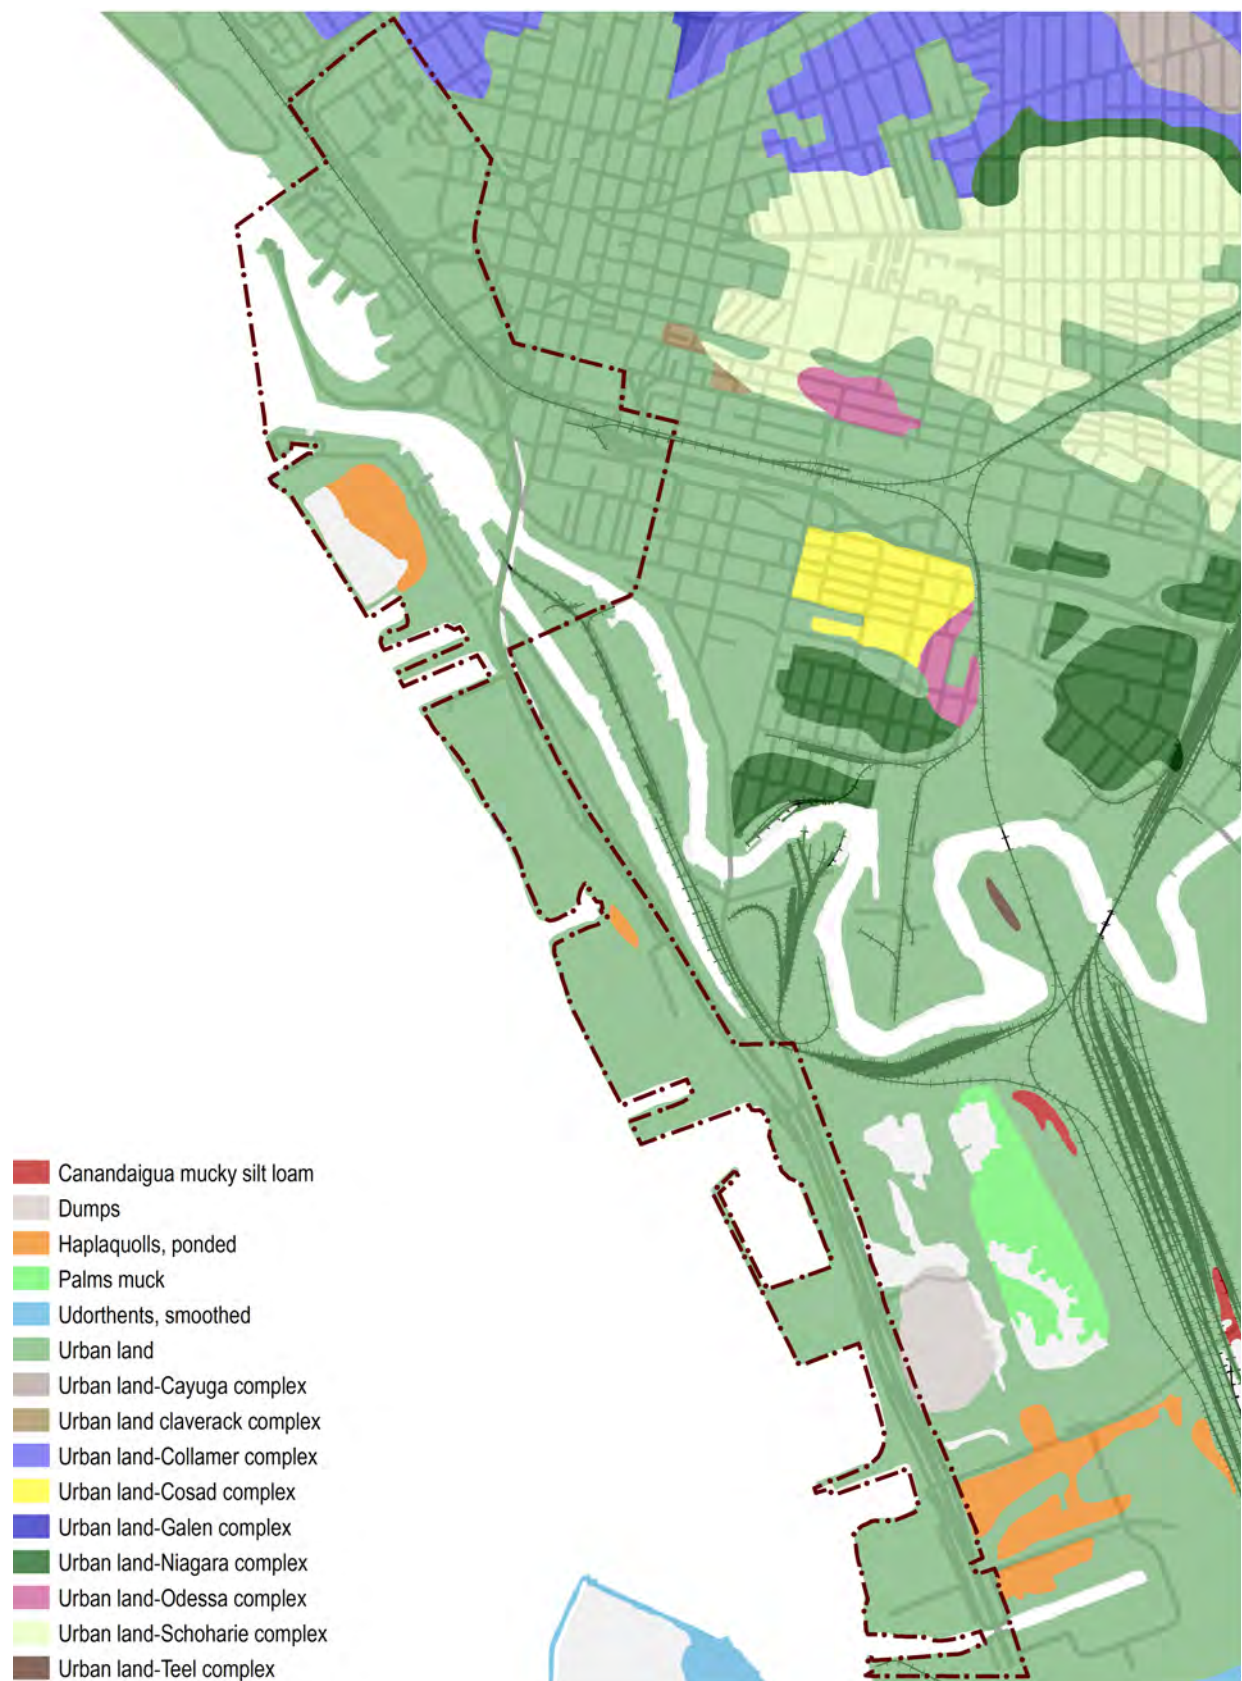 Canandaigua mucky silt loam
Dumps
Haplaquolls, ponded
Palms muck
Udorthents, smoothed
Urban land
Urban land-Cayuga complex
Urban land claverack complex
Urban land-Collamer complex
Urban land-Cosad complex
Urban land-Galen complex
Urban land-Niagara complex
Urban land-Odessa complex
Urban land-Schoharie complex
Urban land-Teel complex